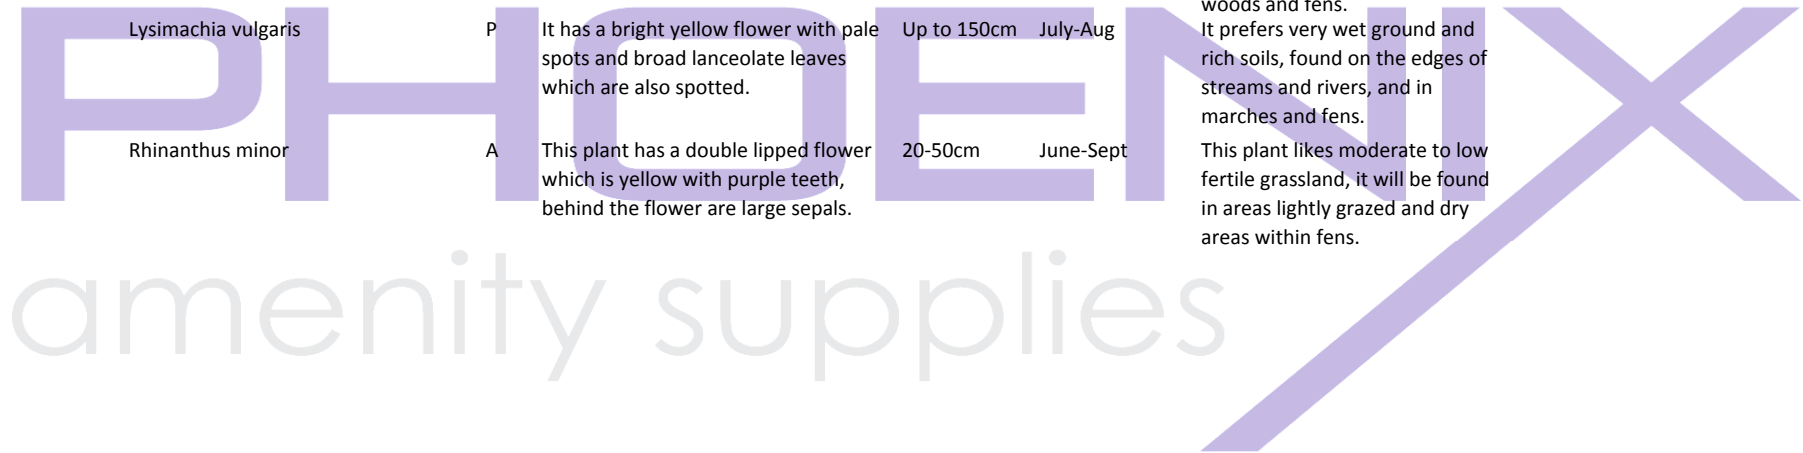 woods and fens.
Lysimachia vulgaris P It has a bright yellow flower with pale Up to 150cm July-Aug It prefers very wet ground and
spots and broad lanceolate leaves rich soils, found on the edges of
which are also spotted. streams and rivers, and in
marches and fens.
Rhinanthus minor A This plant has a double lipped flower 20-50cm June-Sept This plant likes moderate to low
which is yellow with purple teeth, fertile grassland, it will be found
behind the flower are large sepals. in areas lightly grazed and dry
areas within fens.
PHOENIX
amenity supplies